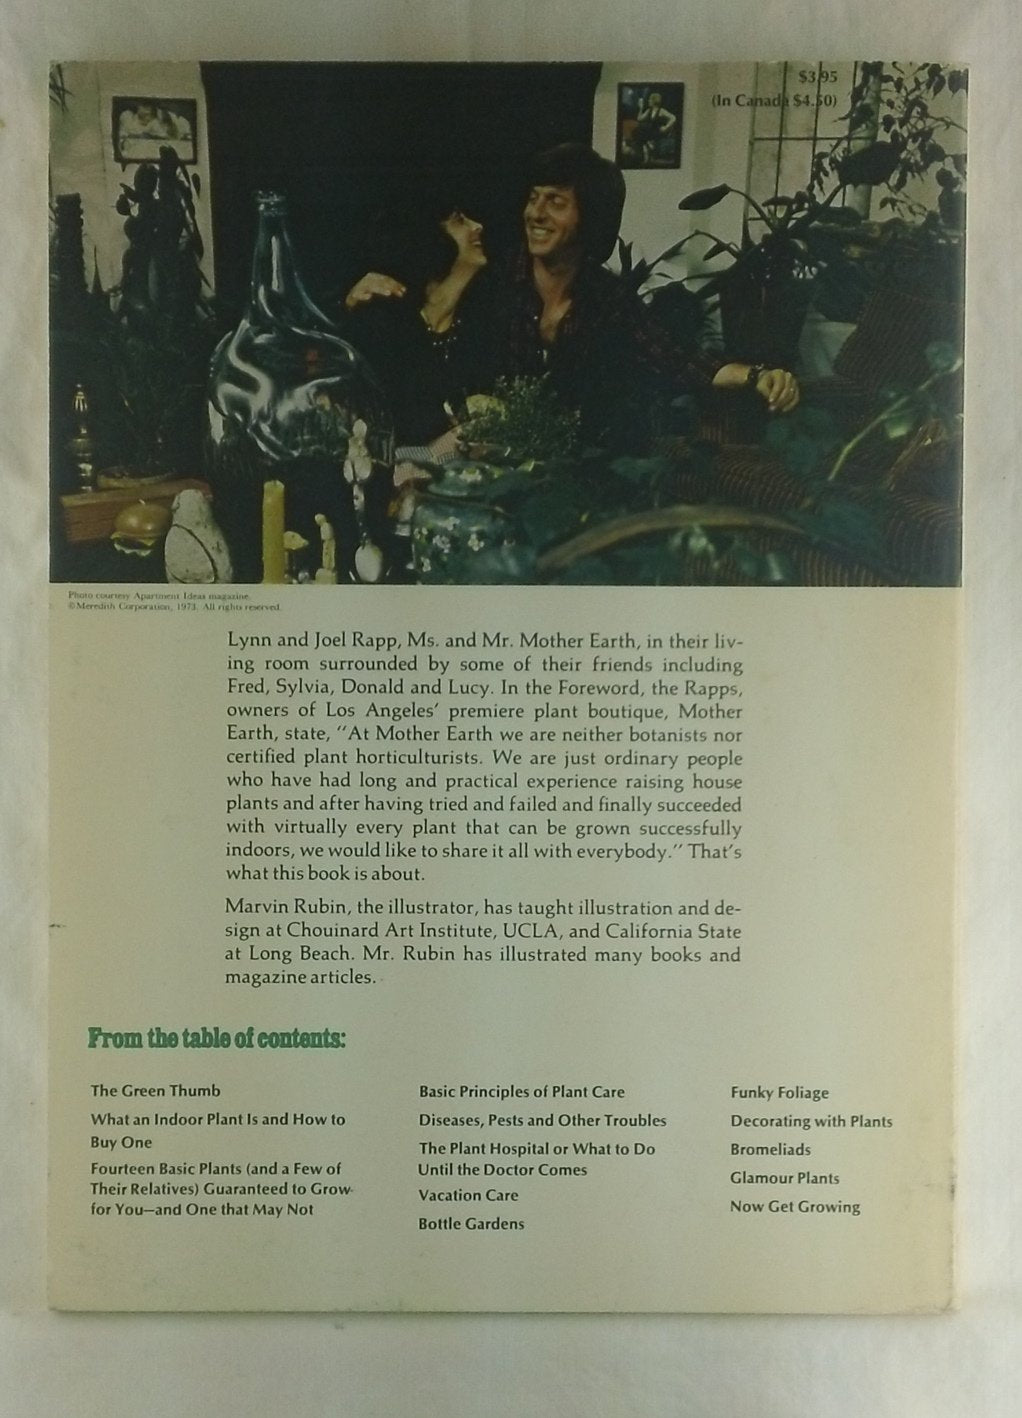 $3.95
(In Canada $4.50)
Photo courtesy Apartment Ideas magazine.
©Meredith Corporation, 1973. All rights reserved.
Lynn and Joel Rapp, Ms. and Mr. Mother Earth, in their liv-
ing room surrounded by some of their friends including
Fred, Sylvia, Donald and Lucy. In the Foreword, the Rapps,
owners of Los Angeles' premiere plant boutique, Mother
Earth, state, "At Mother Earth we are neither botanists nor
certified plant horticulturists. We are just ordinary people
who have had long and practical experience raising house
plants and after having tried and failed and finally succeeded
with virtually every plant that can be grown successfully
indoors, we would like to share it all with everybody." That's
what this book is about.
Marvin Rubin, the illustrator, has taught illustration and de-
sign at Chouinard Art Institute, UCLA, and California State
at Long Beach. Mr. Rubin has illustrated many books and
magazine articles.
From the table of contents:
The Green Thumb
What an Indoor Plant Is and How to
Buy One
Fourteen Basic Plants (and a Few of
Their Relatives) Guaranteed to Grow
for You—and One that May Not
Basic Principles of Plant Care
Diseases, Pests and Other Troubles
The Plant Hospital or What to Do
Until the Doctor Comes
Vacation Care
Bottle Gardens
Funky Foliage
Decorating with Plants
Bromeliads
Glamour Plants
Now Get Growing